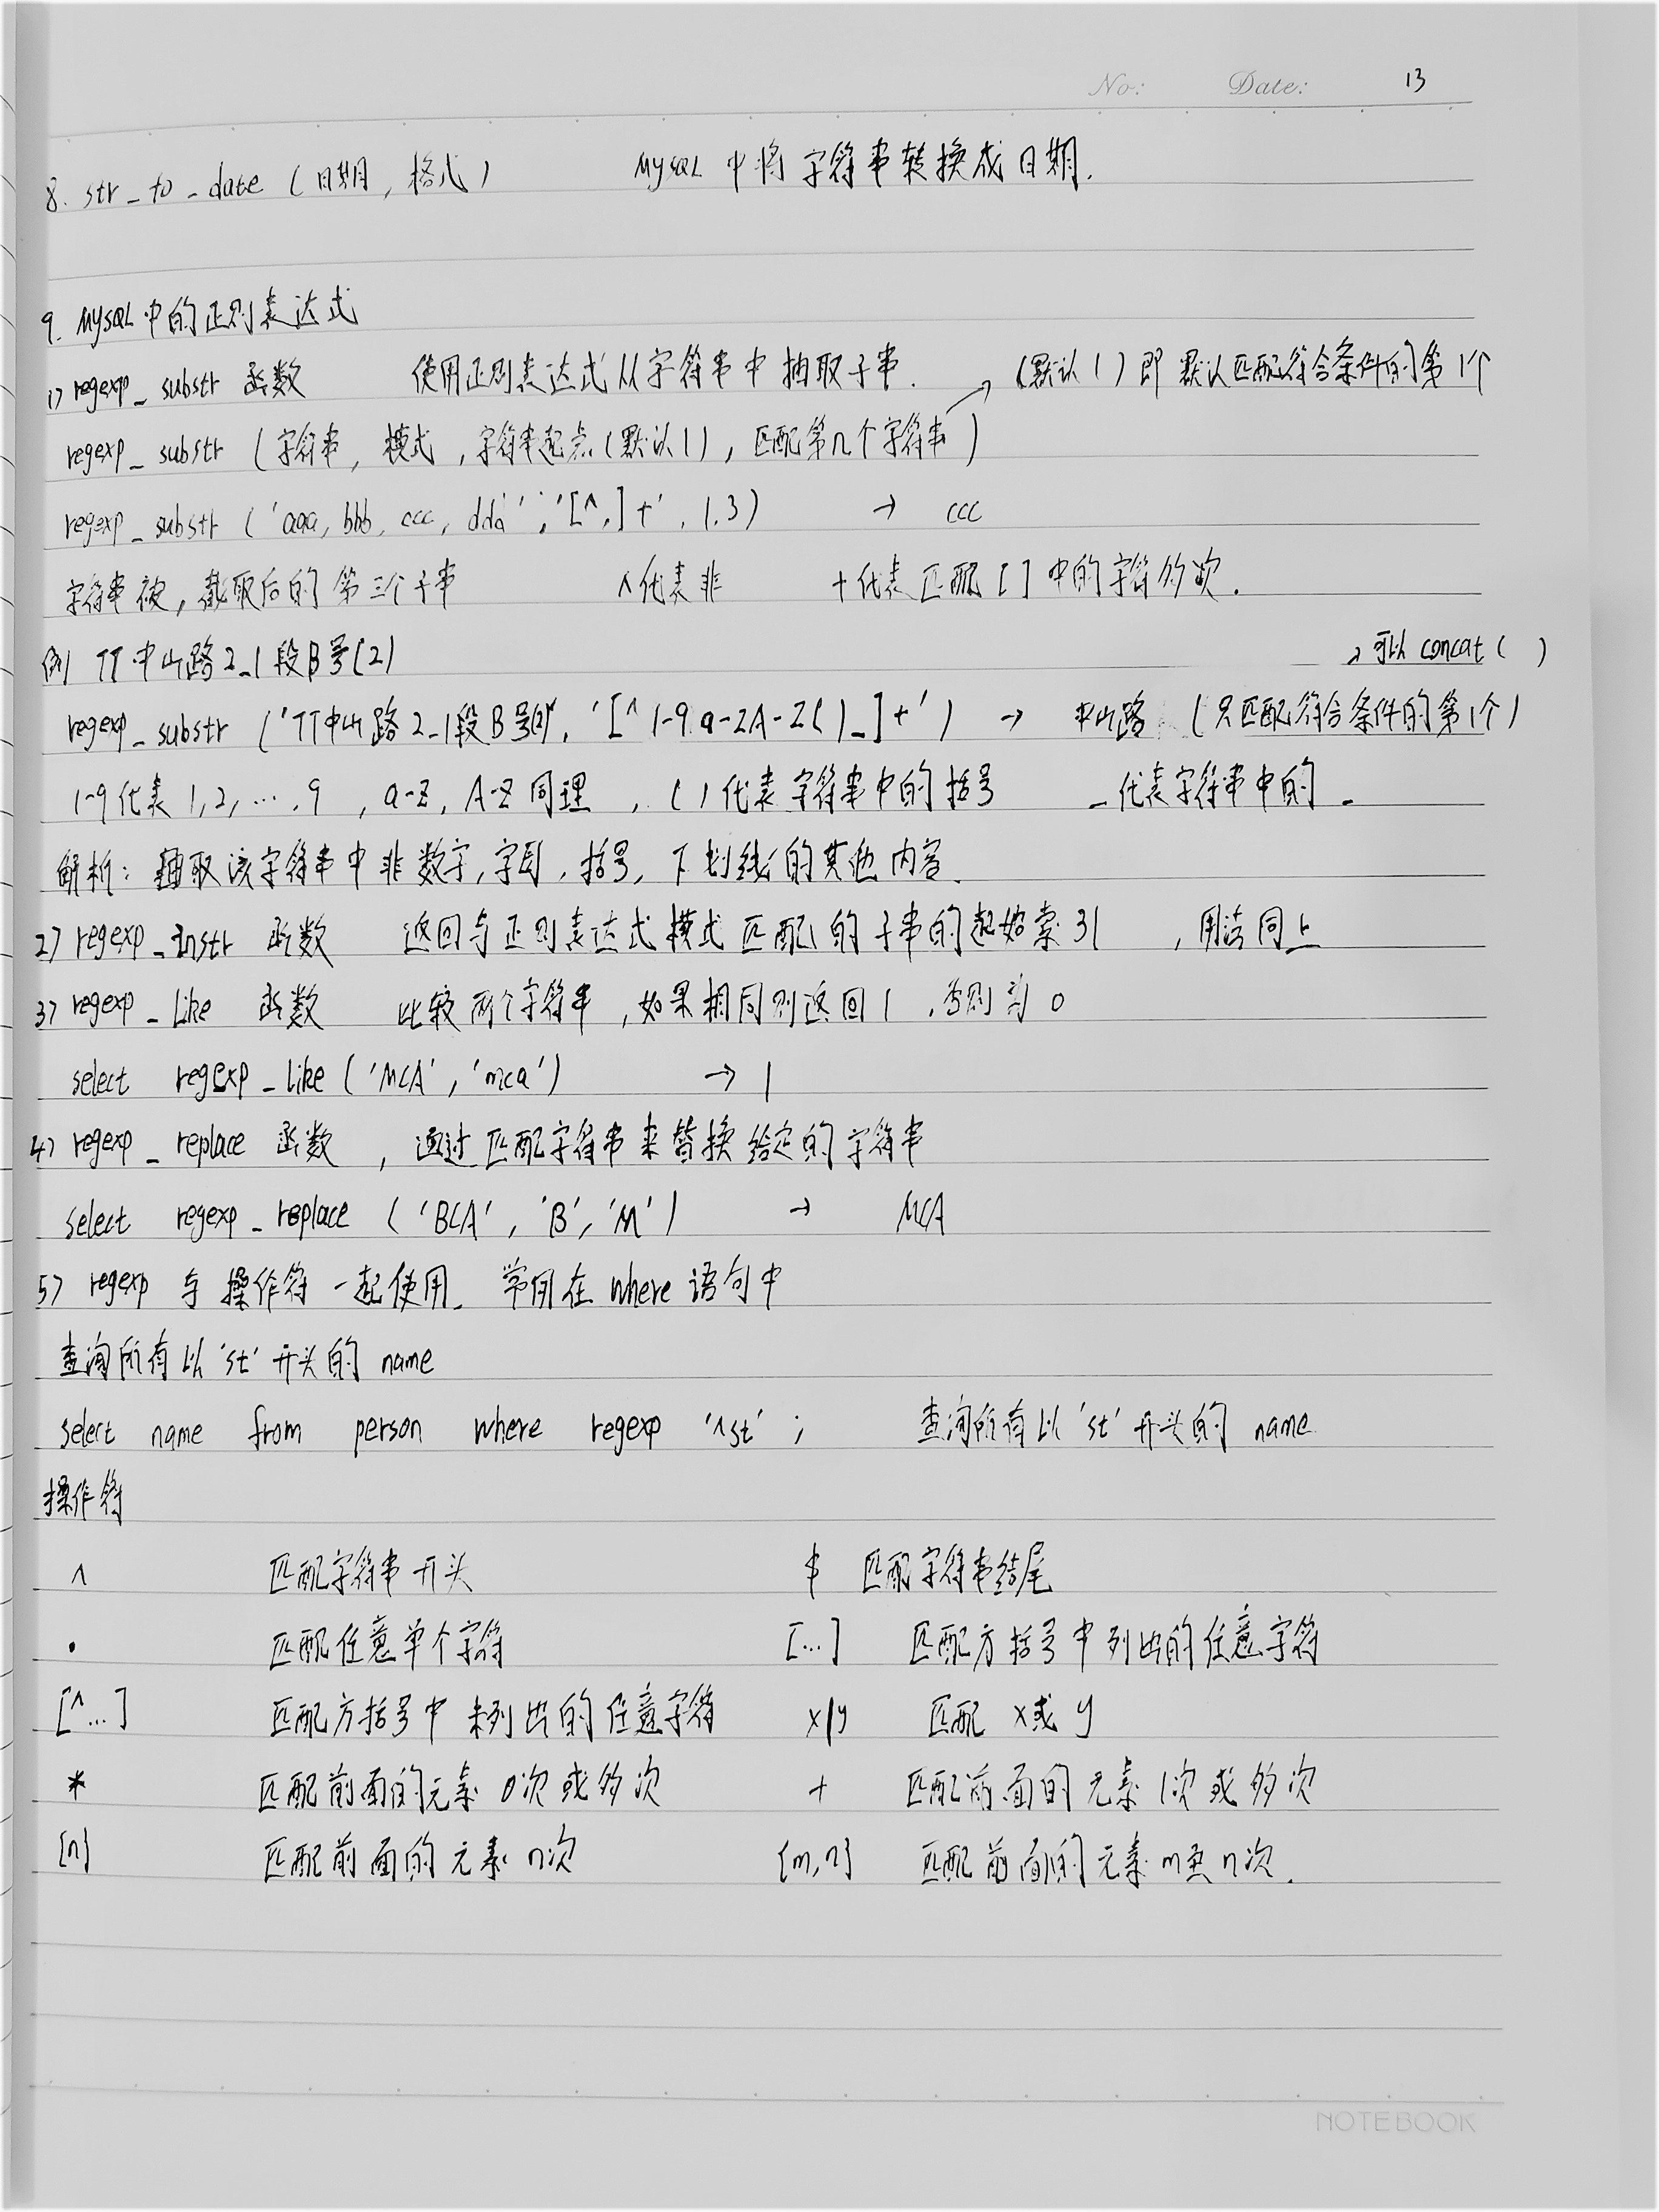 No: Date: 13
8. str_to_date (日期, 格式) MySQL 中将字符串转换成日期.
9. MySQL 中的正则表达式
1) regexp_substr 函数 使用正则表达式从字符串中抽取子串. → (默认1) 即默认匹配符合条件的第1个
regexp_substr (字符串, 模式, 字符串起点(默认1), 匹配第n个字符串)
regexp_substr ('aaa, bbb, ccc, ddd', '[^,]+', 1,3) → ccc
字符串被, 截取后的第三个子串 ^代表非 +代表匹配[]中的字符多次.
例 TT中山路2_1段B号(2) → 可以 concat( )
regexp_substr ('TT中山路2_1段B号(2)', '[^1-9a-zA-Z()_]+') → 中山路 (只匹配符合条件的第1个)
1-9代表 1,2,…,9 , a-z, A-Z同理 , ()代表字符串中的括号 _代表字符串中的_
解析: 抽取该字符串中非数字,字母,括号,下划线的其他内容.
2) regexp_instr 函数 返回与正则表达式模式匹配的子串的起始索引 , 用法同上
3) regexp_like 函数 比较两个字符串,如果相同则返回1 ,否则为0
select regexp_like ('MCA', 'mca') → 1
4) regexp_replace 函数 , 通过匹配字符串来替换给定的字符串
select regexp_replace ('BCA', 'B', 'M') → MCA
5) regexp 与操作符一起使用. 常用在where语句中
查询所有以'st'开头的 name
select name from person where regexp '^st' ; 查询所有以'st'开头的 name
操作符
^ 匹配字符串开头 $ 匹配字符串结尾
. 匹配任意单个字符 [...] 匹配方括号中列出的任意字符
[^...] 匹配方括号中未列出的任意字符 x|y 匹配 x或y
* 匹配前面的元素0次或多次 + 匹配前面的元素1次或多次
{n} 匹配前面的元素n次 {m,n} 匹配前面的元素m至n次.
NOTEBOOK